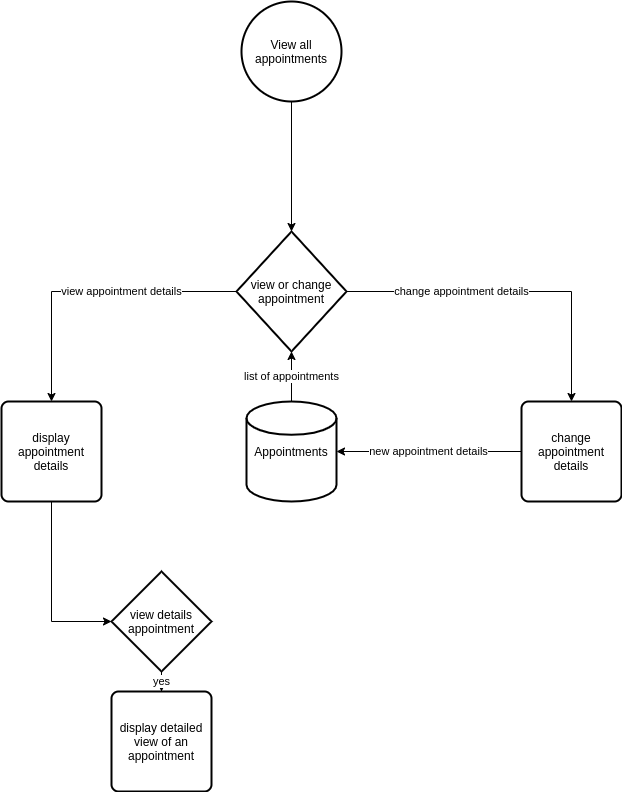 View all
appointments
view or change
appointment
view appointment details
change appointment details
list of appointments
display
appointment
details
Appointments
new appointment details
change
appointment
details
view details
appointment
yes
display detailed
view of an
appointment